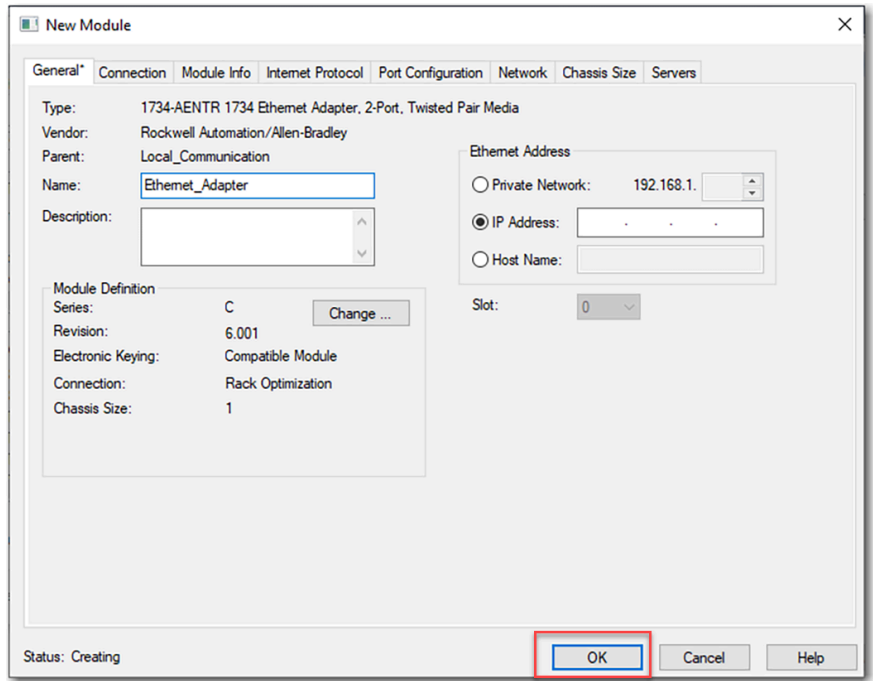 New Module
General* Connection Module Info Internet Protocol Port Configuration Network Chassis Size Servers
Type: 1734-AENTR 1734 Ethernet Adapter, 2-Port, Twisted Pair Media
Vendor: Rockwell Automation/Allen-Bradley
Parent: Local_Communication
Name: Ethernet_Adapter
Description:
Ethernet Address
Private Network: 192.168.1.
IP Address: . . .
Host Name:
Slot: 0
Module Definition
Series: C
Change ...
Revision: 6.001
Electronic Keying: Compatible Module
Connection: Rack Optimization
Chassis Size: 1
Status: Creating
OK Cancel Help